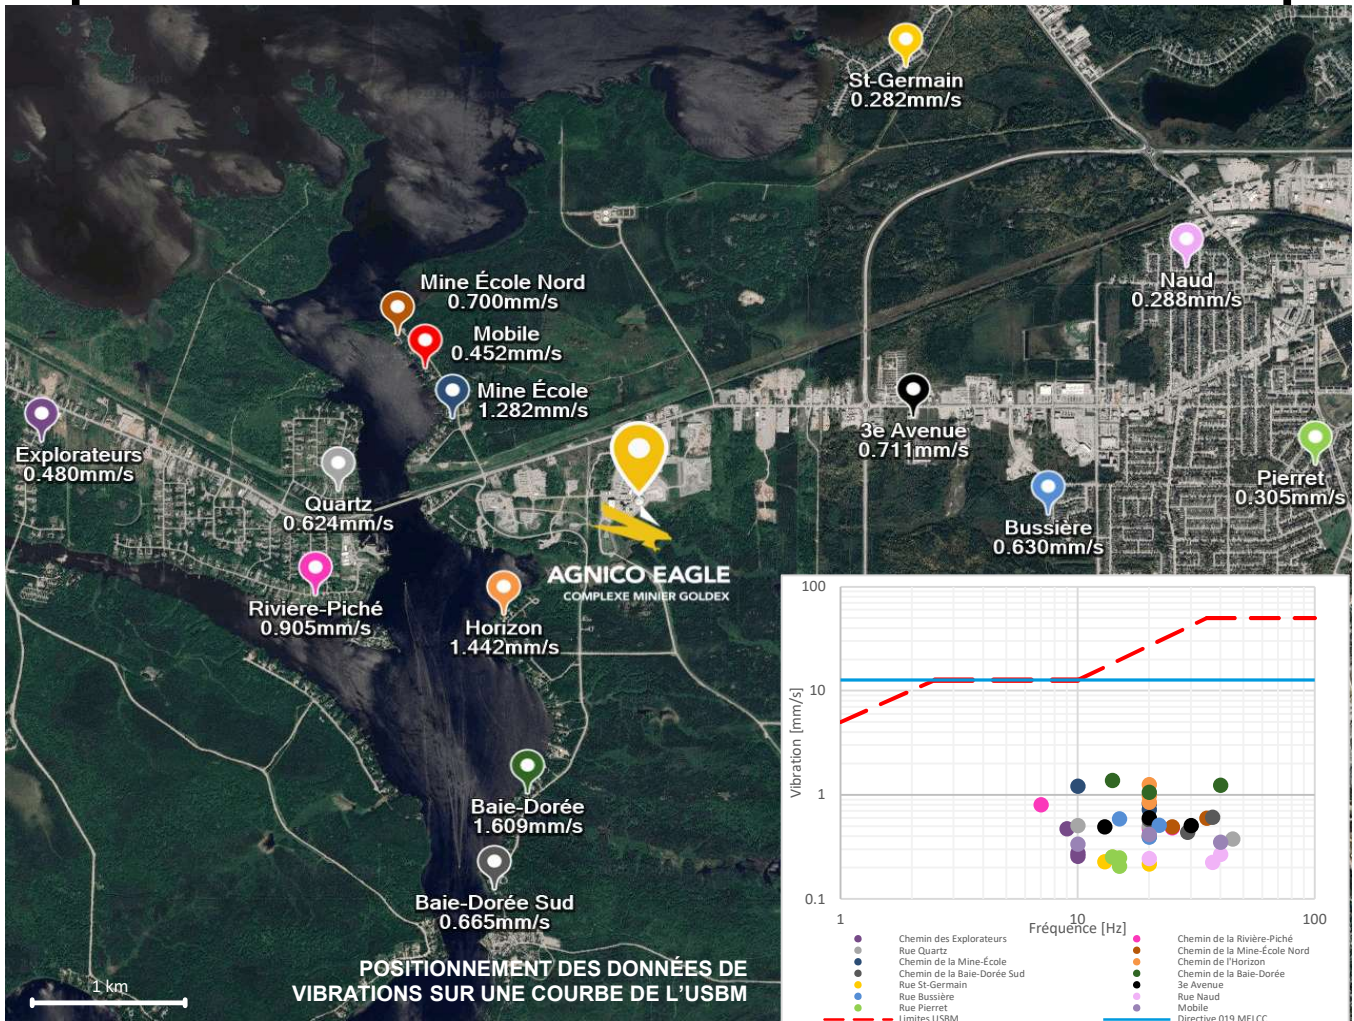 St-Germain
0.282mm/s
Naud
0.288mm/s
Mine École Nord
0.700mm/s
Mobile
0.452mm/s
Mine École
1.282mm/s
3e Avenue
0.711mm/s
Explorateurs
0.480mm/s
Quartz
0.624mm/s
Pierret
0.305mm/s
Bussière
0.630mm/s
AGNICO EAGLE
COMPLEXE MINIER GOLDEX
Riviere-Piché
0.905mm/s
Horizon
1.442mm/s
Baie-Dorée
1.609mm/s
Baie-Dorée Sud
0.665mm/s
POSITIONNEMENT DES DONNÉES DE
VIBRATIONS SUR UNE COURBE DE L'USBM
1 km
Vibration [mm/s]
100
10
1
0.1
1 10 100
Fréquence [Hz]
Chemin des Explorateurs Chemin de la Rivière-Piché
Rue Quartz Chemin de la Mine-École Nord
Chemin de la Mine-École Chemin de l'Horizon
Chemin de la Baie-Dorée Sud Chemin de la Baie-Dorée
Rue St-Germain 3e Avenue
Rue Bussière Rue Naud
Rue Pierret Mobile
Limites USBM Directive 019 MELCC